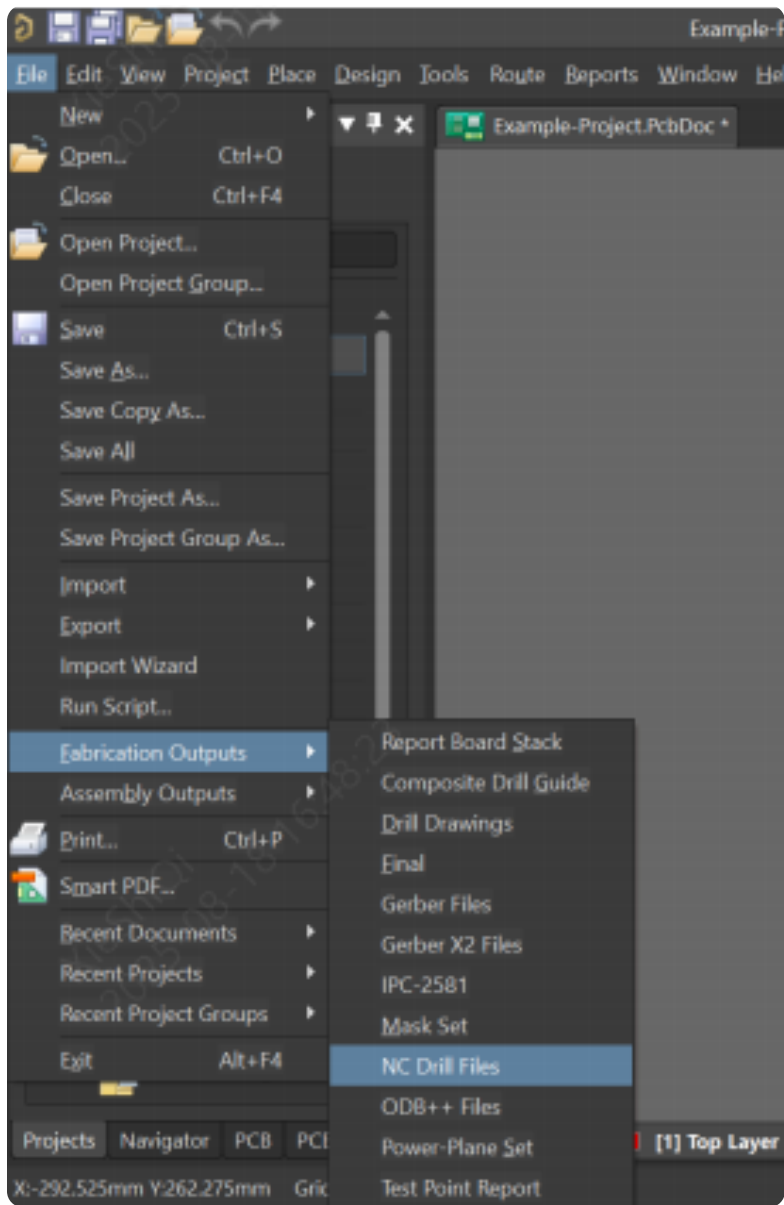 Example-P
File Edit View Project Place Design Tools Route Reports Window Hel
New
Example-Project.PcbDoc *
Open... Ctrl+O
Close Ctrl+F4
Open Project...
Open Project Group...
Save Ctrl+S
Save As...
Save Copy As...
Save All
Save Project As...
Save Project Group As...
Import
Export
Import Wizard
Run Script...
Fabrication Outputs
Assembly Outputs
Print... Ctrl+P
Smart PDF...
Recent Documents
Recent Projects
Recent Project Groups
Exit Alt+F4
Report Board Stack
Composite Drill Guide
Drill Drawings
Final
Gerber Files
Gerber X2 Files
IPC-2581
Mask Set
NC Drill Files
ODB++ Files
Power-Plane Set
Test Point Report
Projects Navigator PCB PCB
[1] Top Layer
X:-292.525mm Y:262.275mm Grid